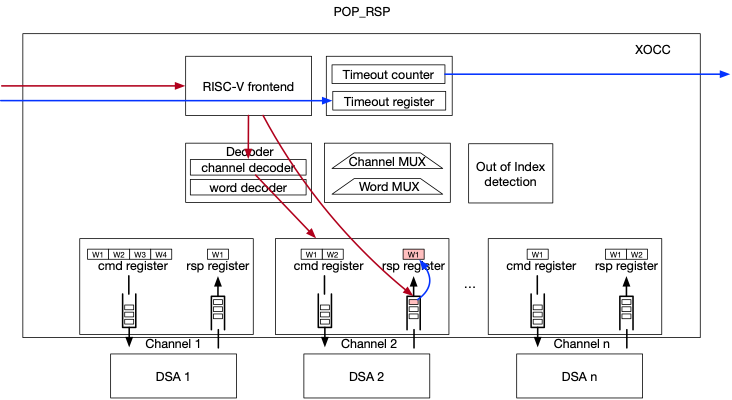 POP_RSP
XOCC
RISC-V frontend
Timeout counter
Timeout register
Decoder
channel decoder
word decoder
Channel MUX
Word MUX
Out of Index
detection
W1 W2 W3 W4
cmd register
W1
rsp register
W1 W2
cmd register
W1
rsp register
...
W1
cmd register
W1 W2
rsp register
Channel 1
Channel 2
Channel n
DSA 1
DSA 2
DSA n